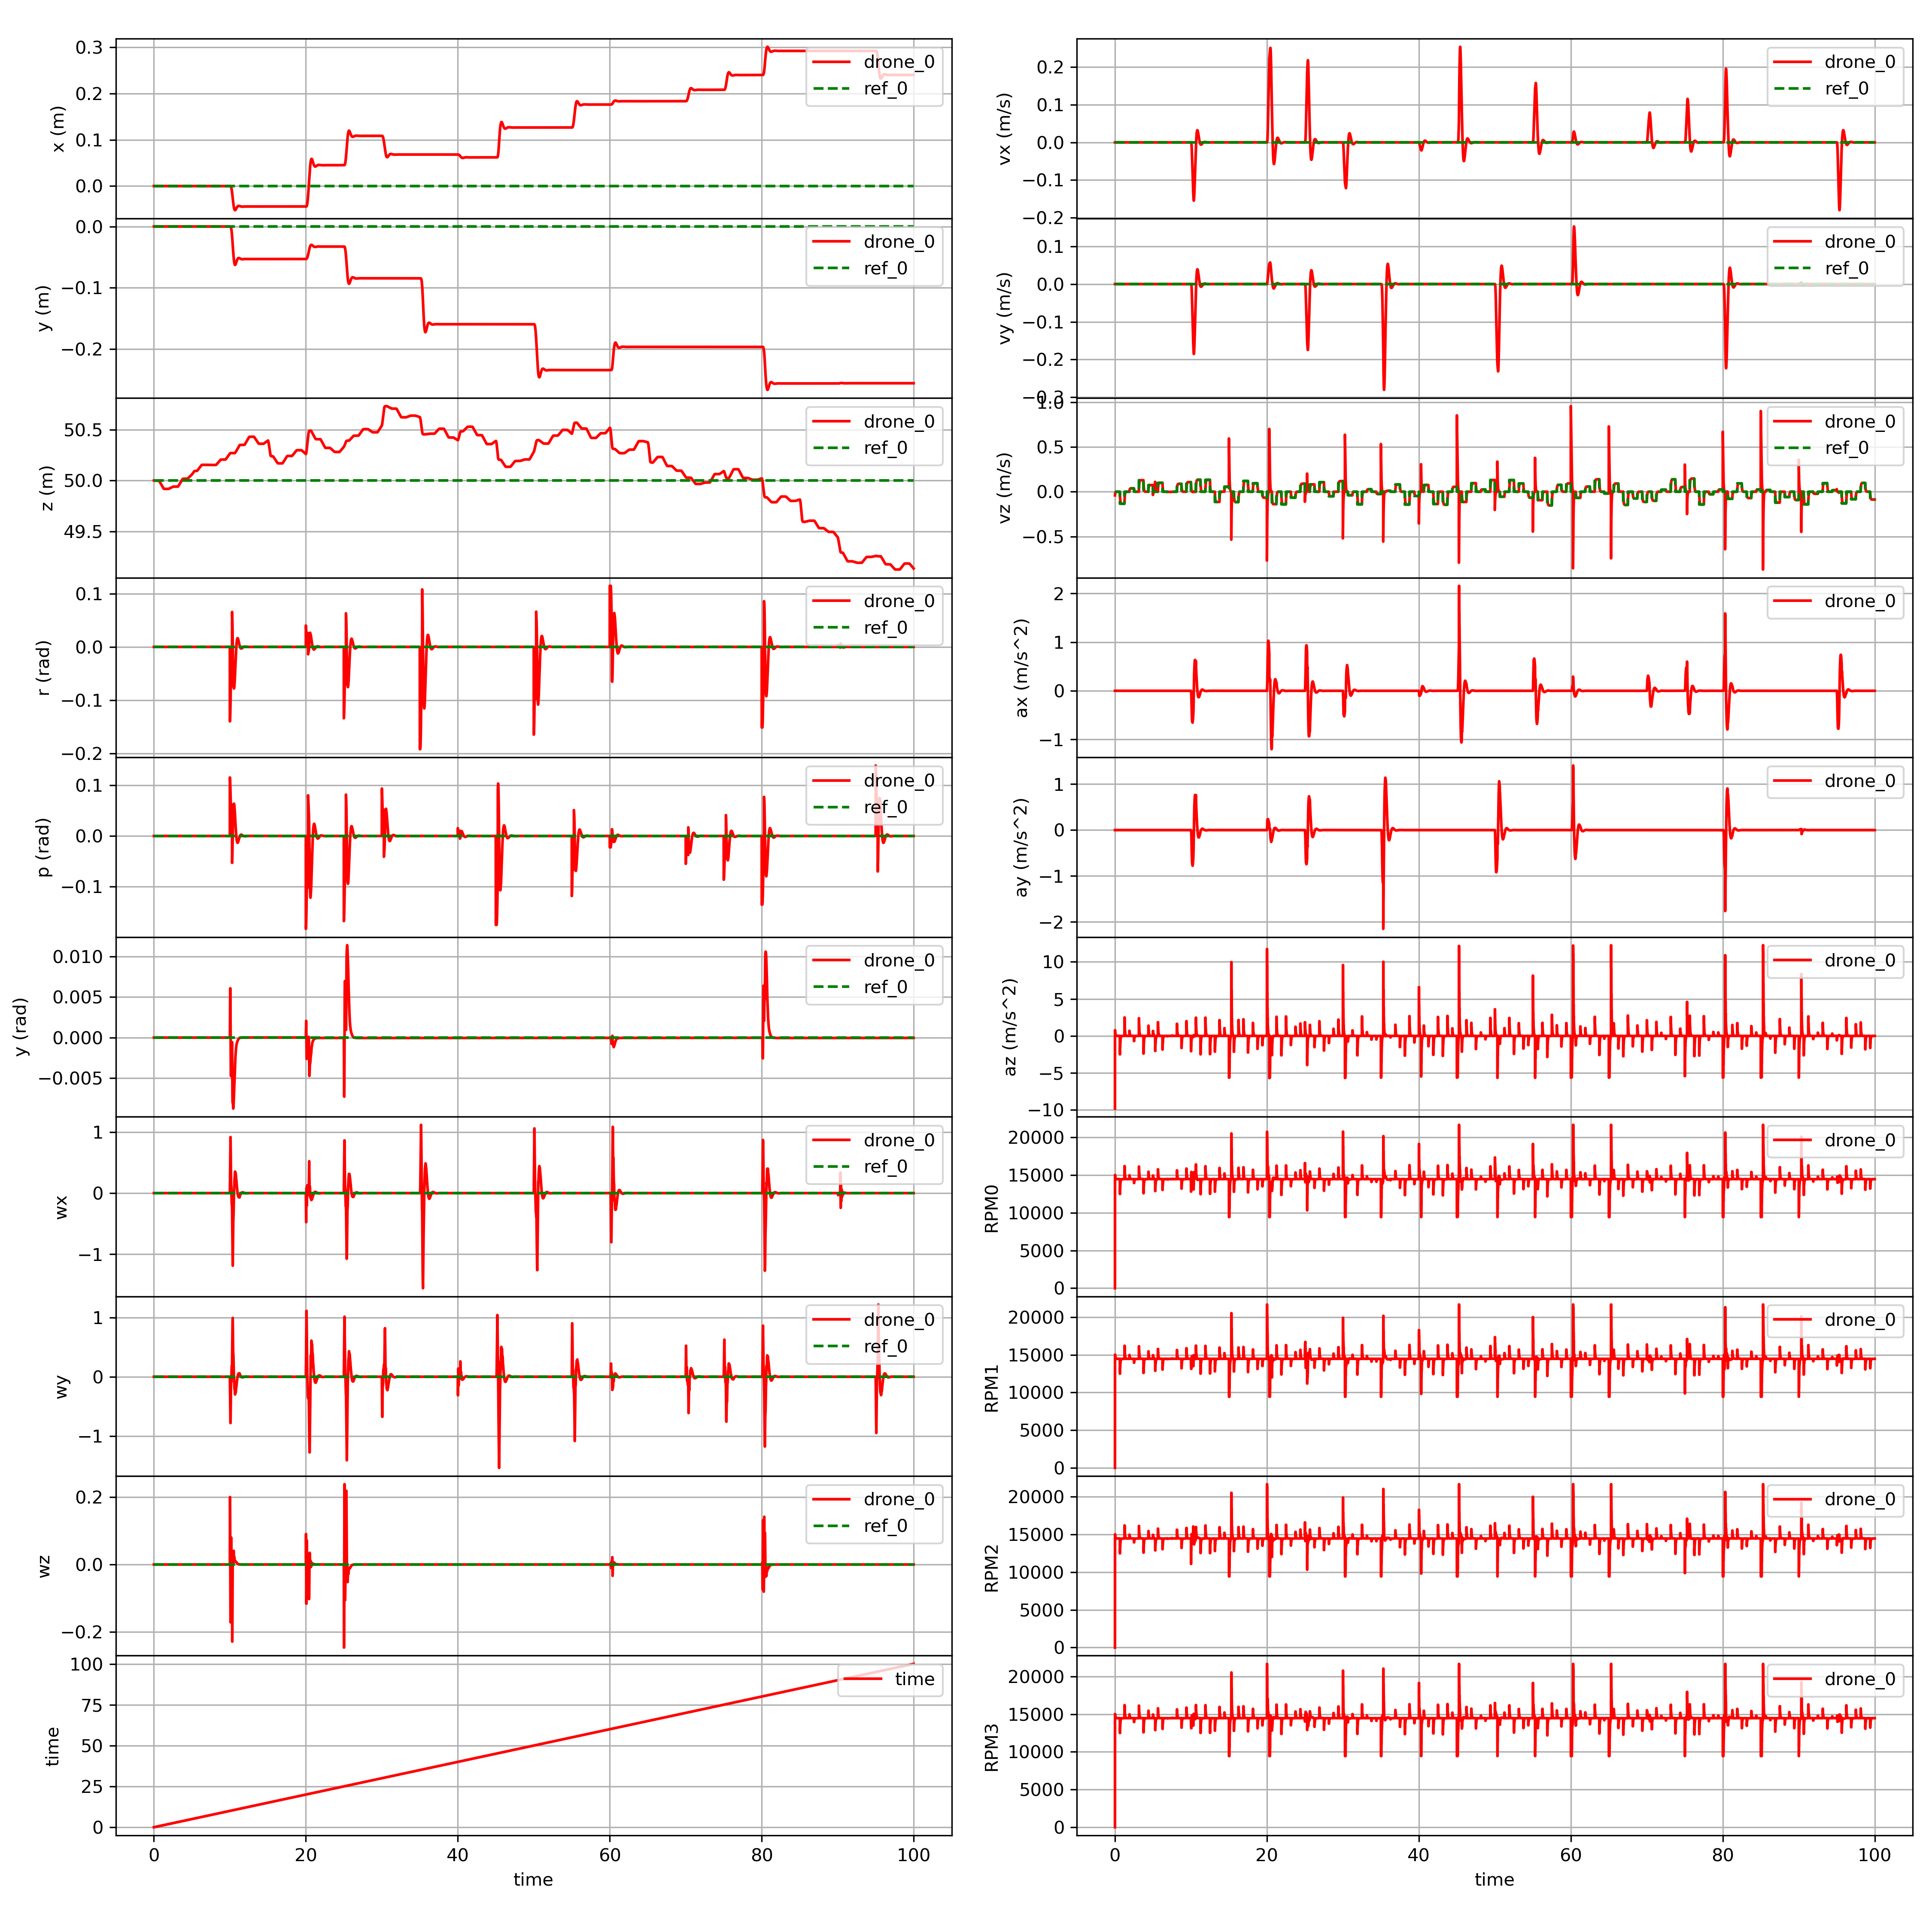 x (m)
0.3
0.2
0.1
0.0
drone_0
ref_0
y (m)
0.0
−0.1
−0.2
drone_0
ref_0
z (m)
50.5
50.0
49.5
drone_0
ref_0
r (rad)
0.1
0.0
−0.1
−0.2
drone_0
ref_0
p (rad)
0.1
0.0
−0.1
drone_0
ref_0
y (rad)
0.010
0.005
0.000
−0.005
drone_0
ref_0
wx
1
0
−1
drone_0
ref_0
wy
1
0
−1
drone_0
ref_0
wz
0.2
0.0
−0.2
drone_0
ref_0
time
100
75
50
25
0
time
0 20 40 60 80 100
time
vx (m/s)
0.2
0.1
0.0
−0.1
−0.2
drone_0
ref_0
vy (m/s)
0.1
0.0
−0.1
−0.2
−0.3
drone_0
ref_0
vz (m/s)
1.0
0.5
0.0
−0.5
drone_0
ref_0
ax (m/s^2)
2
1
0
−1
drone_0
ay (m/s^2)
1
0
−1
−2
drone_0
az (m/s^2)
10
5
0
−5
−10
drone_0
RPM0
20000
15000
10000
5000
0
drone_0
RPM1
20000
15000
10000
5000
0
drone_0
RPM2
20000
15000
10000
5000
0
drone_0
RPM3
20000
15000
10000
5000
0
drone_0
0 20 40 60 80 100
time